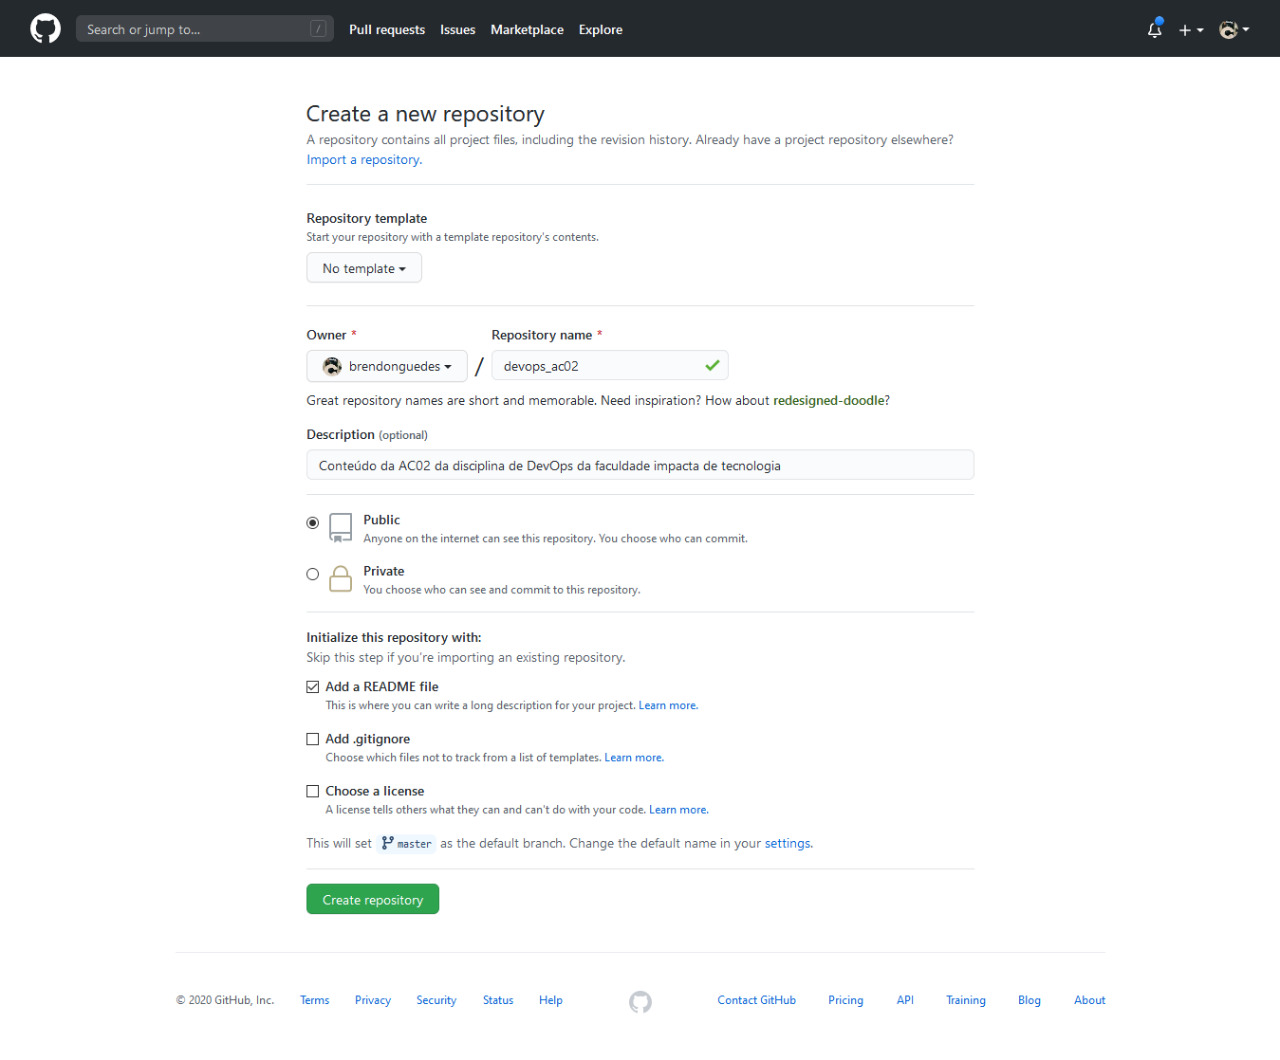 Search or jump to... /
Pull requests Issues Marketplace Explore
Create a new repository
A repository contains all project files, including the revision history. Already have a project repository elsewhere?
Import a repository.
Repository template
Start your repository with a template repository's contents.
No template
Owner * Repository name *
brendonguedes / devops_ac02
Great repository names are short and memorable. Need inspiration? How about redesigned-doodle?
Description (optional)
Conteúdo da AC02 da disciplina de DevOps da faculdade impacta de tecnologia
Public
Anyone on the internet can see this repository. You choose who can commit.
Private
You choose who can see and commit to this repository.
Initialize this repository with:
Skip this step if you're importing an existing repository.
Add a README file
This is where you can write a long description for your project. Learn more.
Add .gitignore
Choose which files not to track from a list of templates. Learn more.
Choose a license
A license tells others what they can and can't do with your code. Learn more.
This will set master as the default branch. Change the default name in your settings.
Create repository
© 2020 GitHub, Inc. Terms Privacy Security Status Help Contact GitHub Pricing API Training Blog About